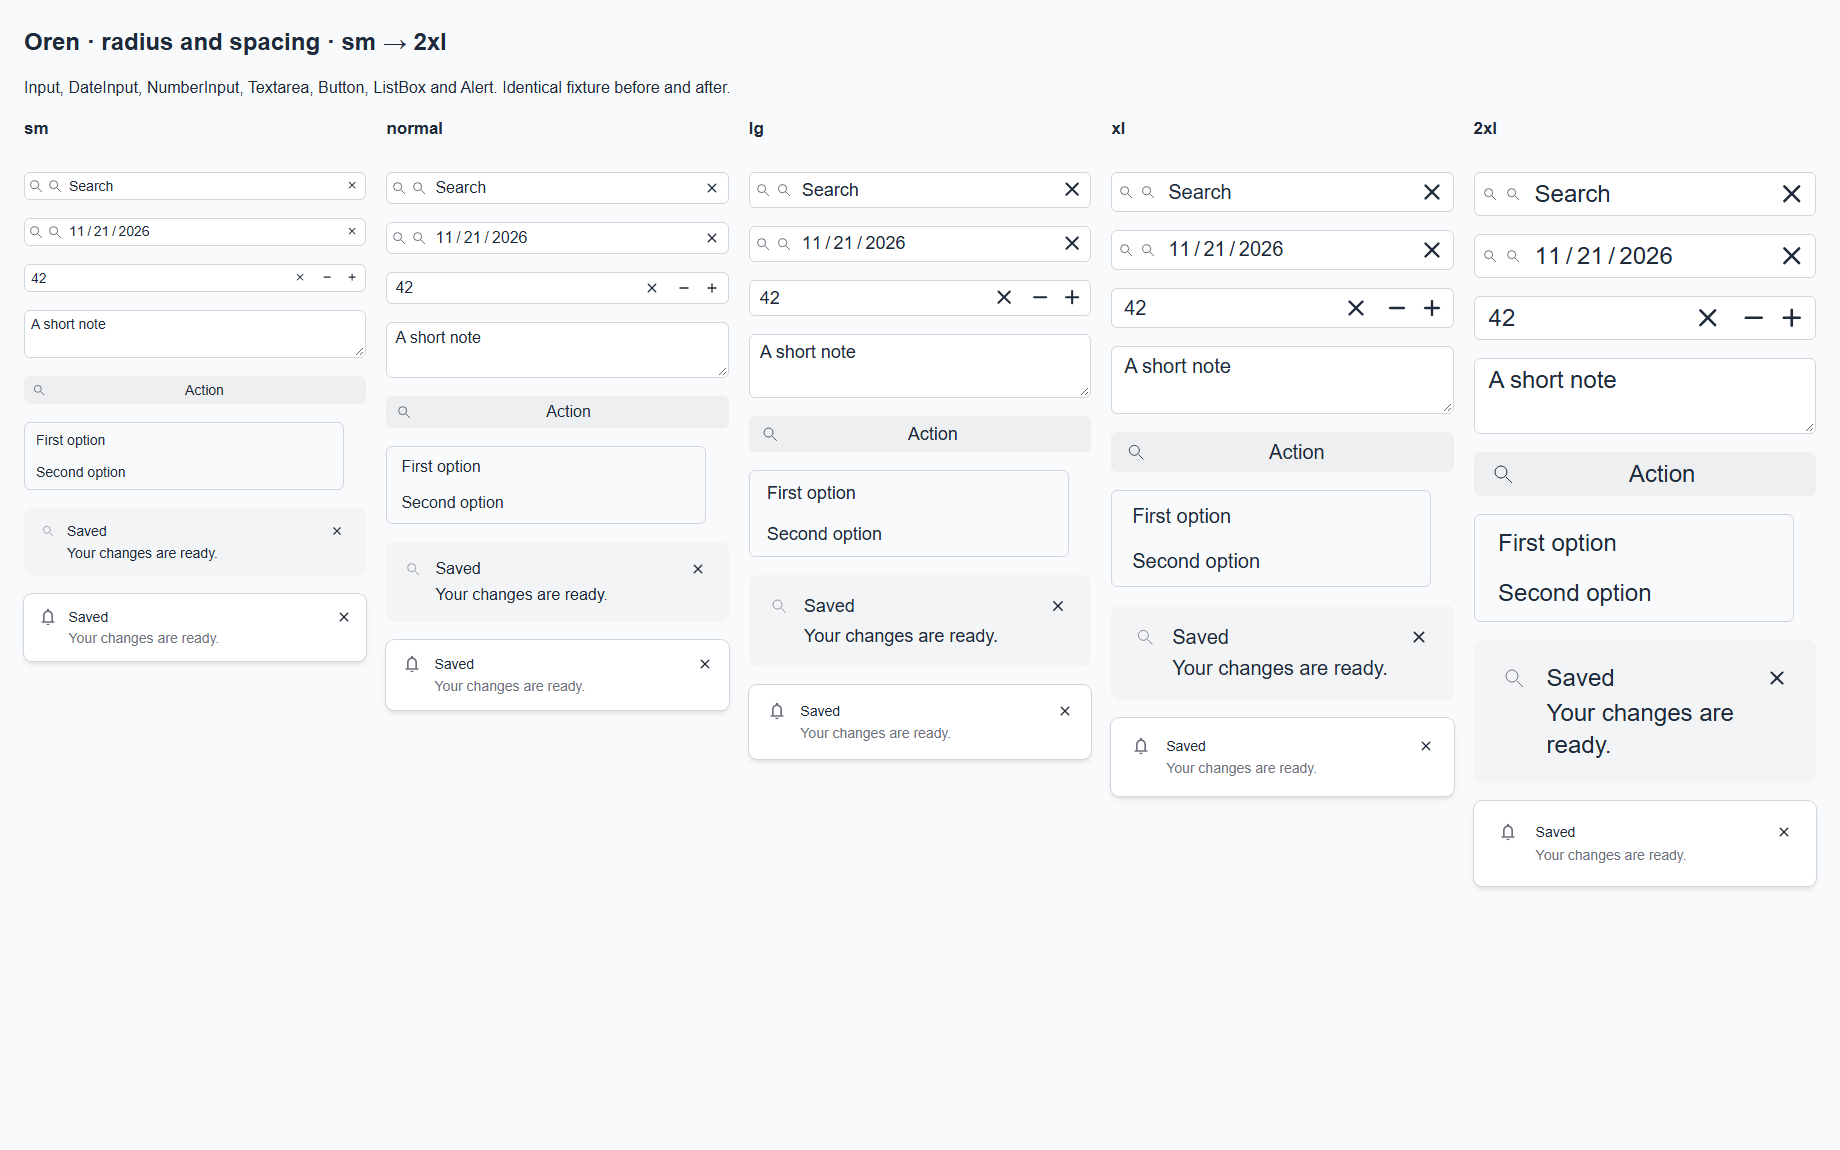 Oren · radius and spacing · sm → 2xl
Input, DateInput, NumberInput, Textarea, Button, ListBox and Alert. Identical fixture before and after.
sm
Search
11 / 21 / 2026
42
A short note
Action
First option
Second option
Saved
Your changes are ready.
Saved
Your changes are ready.
normal
Search
11 / 21 / 2026
42
A short note
Action
First option
Second option
Saved
Your changes are ready.
Saved
Your changes are ready.
lg
Search
11 / 21 / 2026
42
A short note
Action
First option
Second option
Saved
Your changes are ready.
Saved
Your changes are ready.
xl
Search
11 / 21 / 2026
42
A short note
Action
First option
Second option
Saved
Your changes are ready.
Saved
Your changes are ready.
2xl
Search
11 / 21 / 2026
42
A short note
Action
First option
Second option
Saved
Your changes are
ready.
Saved
Your changes are ready.